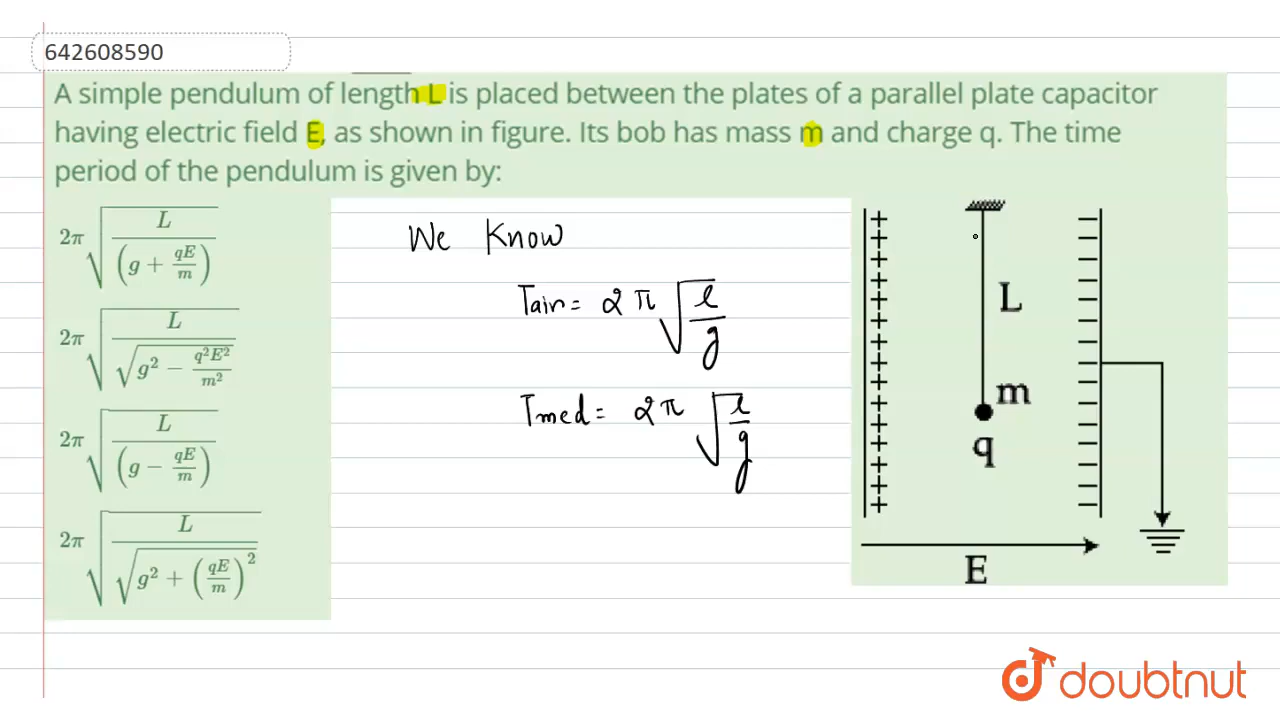 642608590
A simple pendulum of length L is placed between the plates of a parallel plate capacitor
having electric field E, as shown in figure. Its bob has mass m and charge q. The time
period of the pendulum is given by:
2π √(L / (g + qE/m))
2π √(L / √(g² − q²E²/m²))
2π √(L / (g − qE/m))
2π √(L / √(g² + (qE/m)²))
We Know
Tair = 2π √(l/g)
Tmed = 2π √(l/g)
L
m
q
E
doubtnut